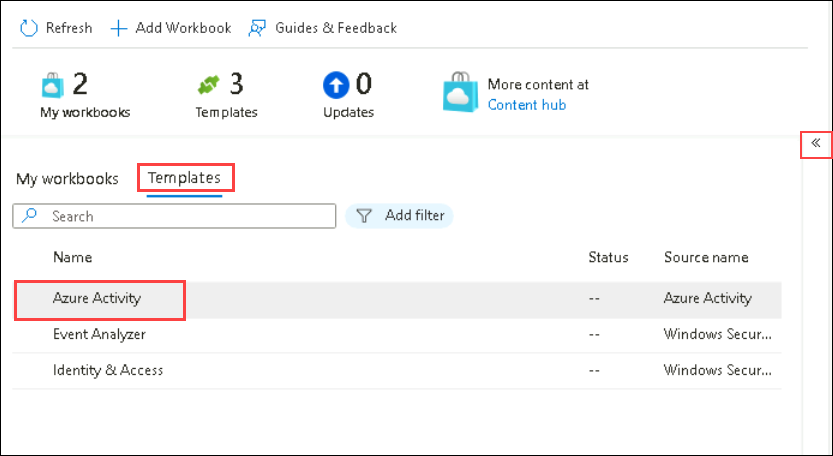 Refresh Add Workbook Guides & Feedback
2 3 0 More content at
My workbooks Templates Updates Content hub
«
My workbooks Templates
Search Add filter
Name Status Source name
Azure Activity -- Azure Activity
Event Analyzer -- Windows Secur...
Identity & Access -- Windows Secur...